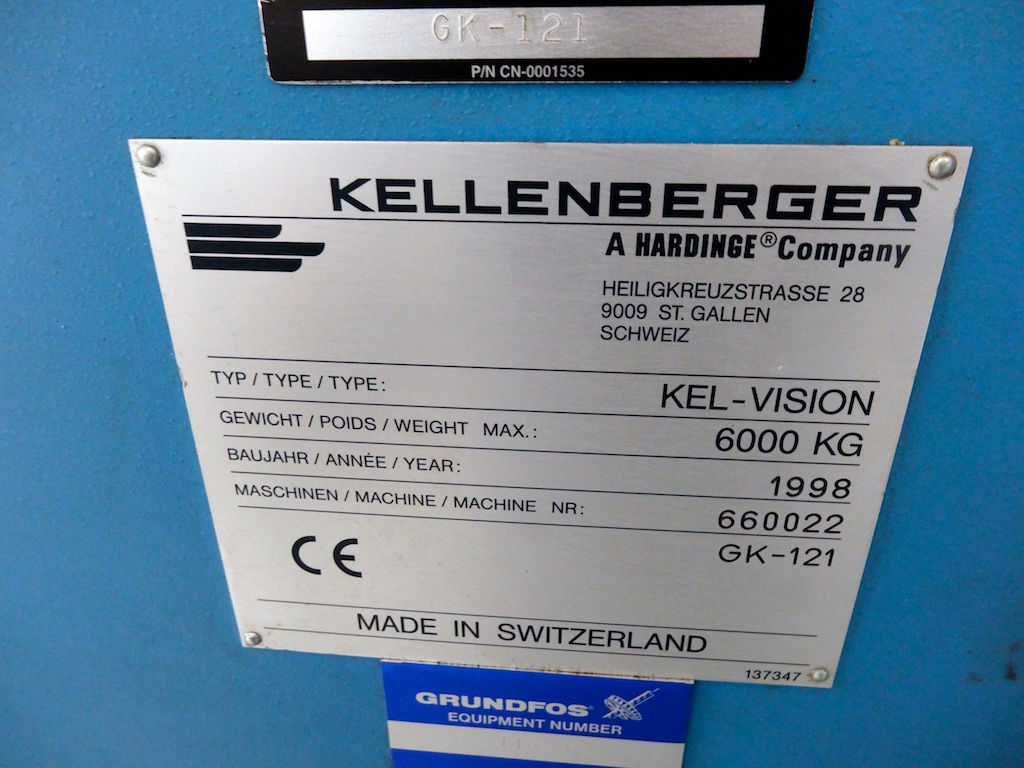 GK-121
P/N CN-0001535
KELLENBERGER
A HARDINGE® Company
HEILIGKREUZSTRASSE 28
9009 ST. GALLEN
SCHWEIZ
TYP / TYPE / TYPE: KEL-VISION
GEWICHT / POIDS / WEIGHT MAX.: 6000 KG
BAUJAHR / ANNÉE / YEAR: 1998
MASCHINEN / MACHINE / MACHINE NR: 660022
GK-121
CE
MADE IN SWITZERLAND
137347
GRUNDFOS
EQUIPMENT NUMBER